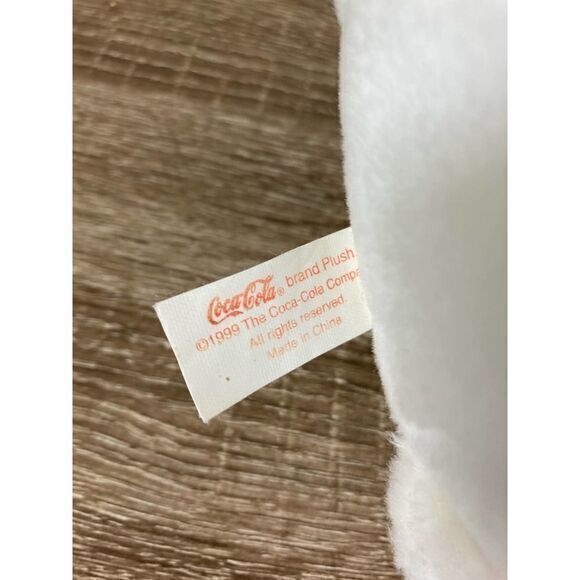 Coca-Cola® brand Plush.
©1999 The Coca-Cola Compa
All rights reserved.
Made in China